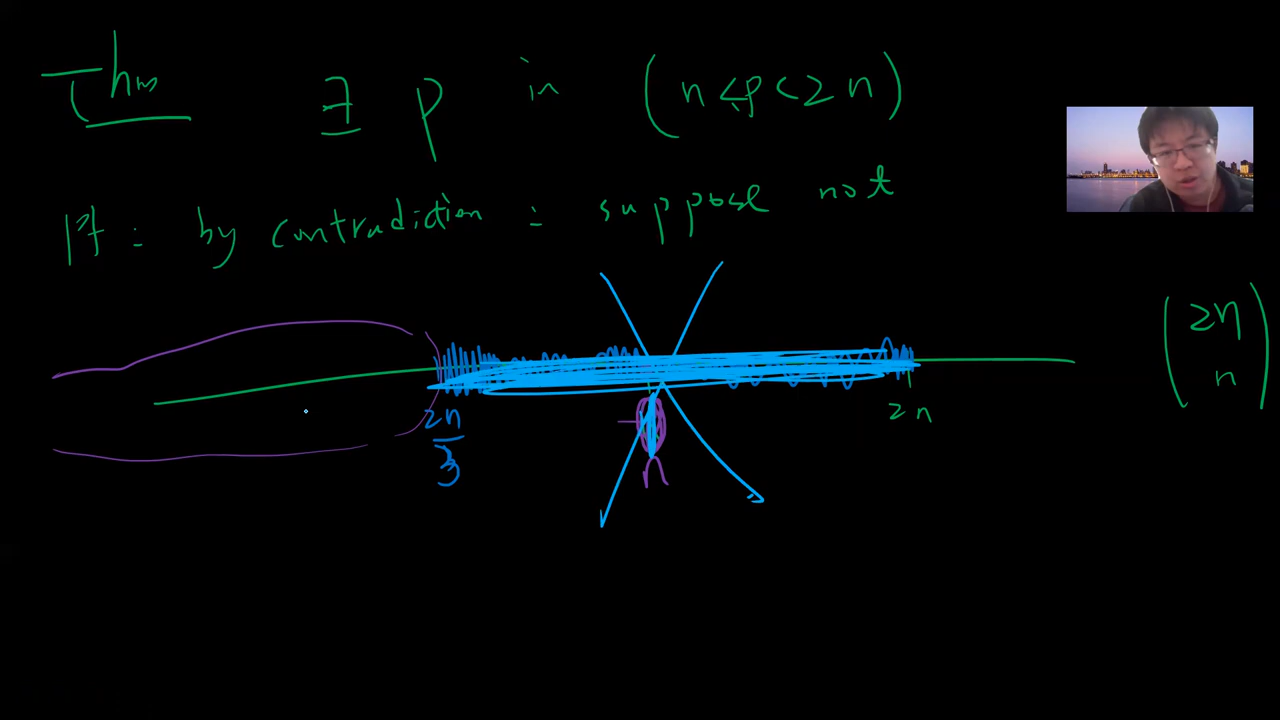 Thm ∃ p in (n < p < 2n)
Pf : by contradiction : suppose not
(2n n)
2n/3 n 2n